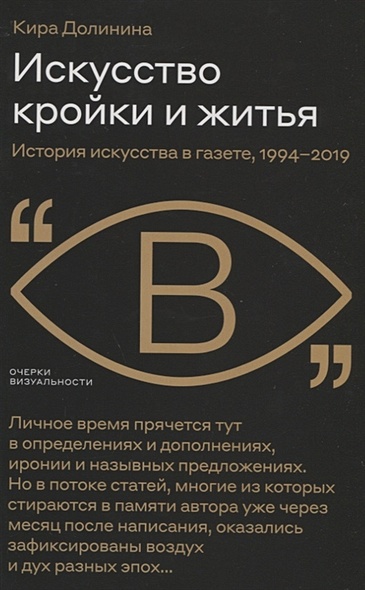 Кира Долинина
Искусство
кройки и житья
История искусства в газете, 1994–2019
“
В
”
ОЧЕРКИ
ВИЗУАЛЬНОСТИ
Личное время прячется тут
в определениях и дополнениях,
иронии и назывных предложениях.
Но в потоке статей, многие из которых
стираются в памяти автора уже через
месяц после написания, оказались
зафиксированы воздух
и дух разных эпох...